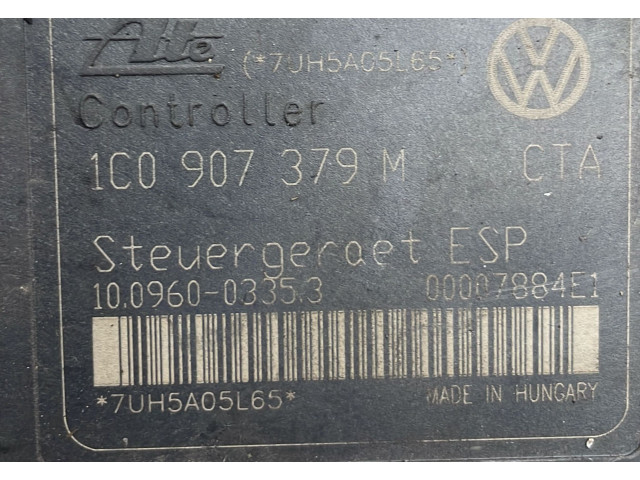 Ate (*7UH5A05L65*)
Controller
1C0 907 379 M CTA
Steuergeraet ESP
10.0960-0335.3 00007884E1
*7UH5A05L65* MADE IN HUNGARY